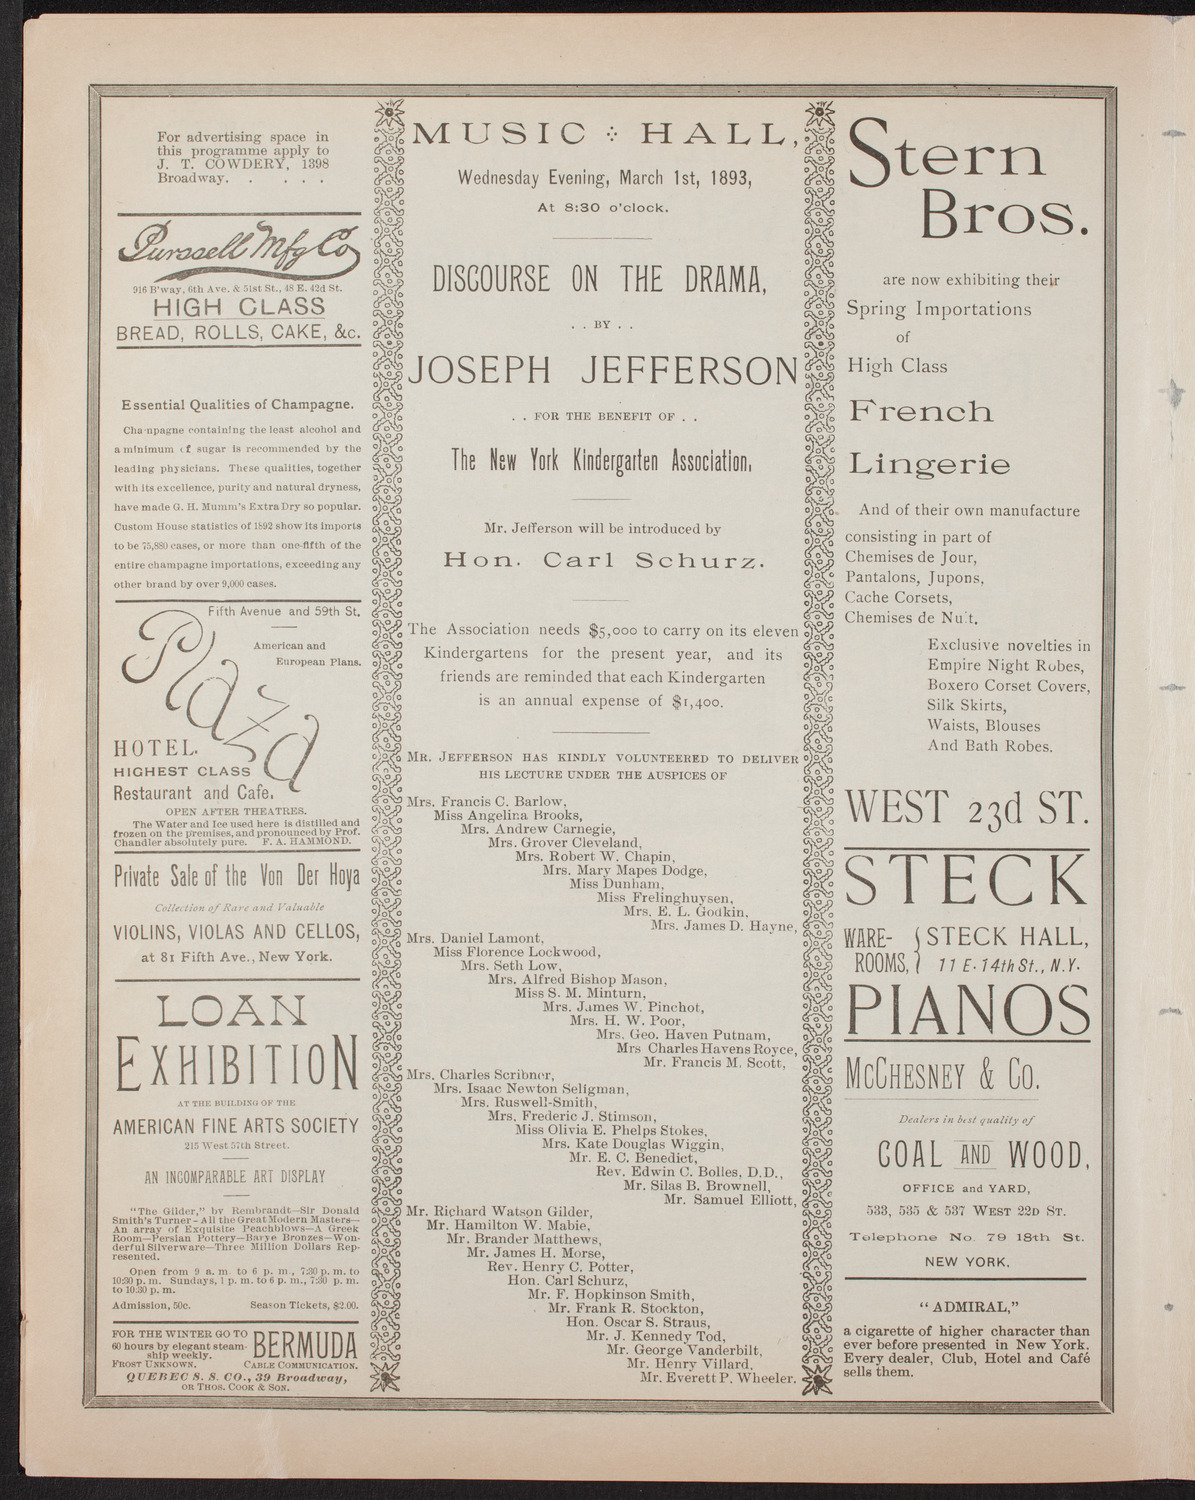 For advertising space in
this programme apply to
J. T. COWDERY, 1398
Broadway. . . . .
Purssell Mfg Co
916 B'way, 6th Ave. & 51st St., 48 E. 42d St.
HIGH CLASS
BREAD, ROLLS, CAKE, &c.
Essential Qualities of Champagne.
Champagne containing the least alcohol and
a minimum of sugar is recommended by the
leading physicians. These qualities, together
with its excellence, purity and natural dryness,
have made G. H. Mumm's Extra Dry so popular.
Custom House statistics of 1892 show its imports
to be 75,880 cases, or more than one-fifth of the
entire champagne importations, exceeding any
other brand by over 9,000 cases.
Fifth Avenue and 59th St.
Plaza
American and
European Plans.
HOTEL.
HIGHEST CLASS
Restaurant and Cafe.
OPEN AFTER THEATRES.
The Water and Ice used here is distilled and
frozen on the premises, and pronounced by Prof.
Chandler absolutely pure. F. A. HAMMOND.
Private Sale of the Von Der Hoya
Collection of Rare and Valuable
VIOLINS, VIOLAS AND CELLOS,
at 81 Fifth Ave., New York.
LOAN
EXHIBITION
AT THE BUILDING OF THE
AMERICAN FINE ARTS SOCIETY
215 West 57th Street.
AN INCOMPARABLE ART DISPLAY
"The Gilder," by Rembrandt—Sir Donald
Smith's Turner—All the Great Modern Masters—
An array of Exquisite Peachblows—A Greek
Room—Persian Pottery—Barye Bronzes—Won-
derful Silverware—Three Million Dollars Rep-
resented.
Open from 9 a. m. to 6 p. m., 7:30 p. m. to
10:30 p. m. Sundays, 1 p. m. to 6 p. m., 7:30 p. m.
to 10:30 p. m.
Admission, 50c. Season Tickets, $2.00.
FOR THE WINTER GO TO BERMUDA
60 hours by elegant steam-
ship weekly.
FROST UNKNOWN. CABLE COMMUNICATION.
QUEBEC S. S. CO., 39 Broadway,
OR THOS. COOK & SON.
MUSIC HALL,
Wednesday Evening, March 1st, 1893,
At 8:30 o'clock.
DISCOURSE ON THE DRAMA,
. . BY . .
JOSEPH JEFFERSON
. . FOR THE BENEFIT OF . .
The New York Kindergarten Association,
Mr. Jefferson will be introduced by
Hon. Carl Schurz.
The Association needs $5,000 to carry on its eleven
Kindergartens for the present year, and its
friends are reminded that each Kindergarten
is an annual expense of $1,400.
MR. JEFFERSON HAS KINDLY VOLUNTEERED TO DELIVER
HIS LECTURE UNDER THE AUSPICES OF
Mrs. Francis C. Barlow,
Miss Angelina Brooks,
Mrs. Andrew Carnegie,
Mrs. Grover Cleveland,
Mrs. Robert W. Chapin,
Mrs. Mary Mapes Dodge,
Miss Dunham,
Miss Frelinghuysen,
Mrs. E. L. Godkin,
Mrs. James D. Hayne,
Mrs. Daniel Lamont,
Miss Florence Lockwood,
Mrs. Seth Low,
Mrs. Alfred Bishop Mason,
Miss S. M. Minturn,
Mrs. James W. Pinchot,
Mrs. H. W. Poor,
Mrs. Geo. Haven Putnam,
Mrs Charles Havens Royce,
Mr. Francis M. Scott,
Mrs. Charles Scribner,
Mrs. Isaac Newton Seligman,
Mrs. Ruswell-Smith,
Mrs. Frederic J. Stimson,
Miss Olivia E. Phelps Stokes,
Mrs. Kate Douglas Wiggin,
Mr. E. C. Benedict,
Rev. Edwin C. Bolles, D.D.,
Mr. Silas B. Brownell,
Mr. Samuel Elliott,
Mr. Richard Watson Gilder,
Mr. Hamilton W. Mabie,
Mr. Brander Matthews,
Mr. James H. Morse,
Rev. Henry C. Potter,
Hon. Carl Schurz,
Mr. F. Hopkinson Smith,
Mr. Frank R. Stockton,
Hon. Oscar S. Straus,
Mr. J. Kennedy Tod,
Mr. George Vanderbilt,
Mr. Henry Villard,
Mr. Everett P. Wheeler.
Stern
Bros.
are now exhibiting their
Spring Importations
of
High Class
French
Lingerie
And of their own manufacture
consisting in part of
Chemises de Jour,
Pantalons, Jupons,
Cache Corsets,
Chemises de Nuit,
Exclusive novelties in
Empire Night Robes,
Boxero Corset Covers,
Silk Skirts,
Waists, Blouses
And Bath Robes.
WEST 23d ST.
STECK
WARE-
ROOMS, { STECK HALL,
11 E. 14th St., N.Y.
PIANOS
MCCHESNEY & CO.
Dealers in best quality of
COAL AND WOOD,
OFFICE and YARD,
533, 535 & 537 WEST 22D ST.
Telephone No. 79 18th St.
NEW YORK.
"ADMIRAL,"
a cigarette of higher character than
ever before presented in New York.
Every dealer, Club, Hotel and Café
sells them.